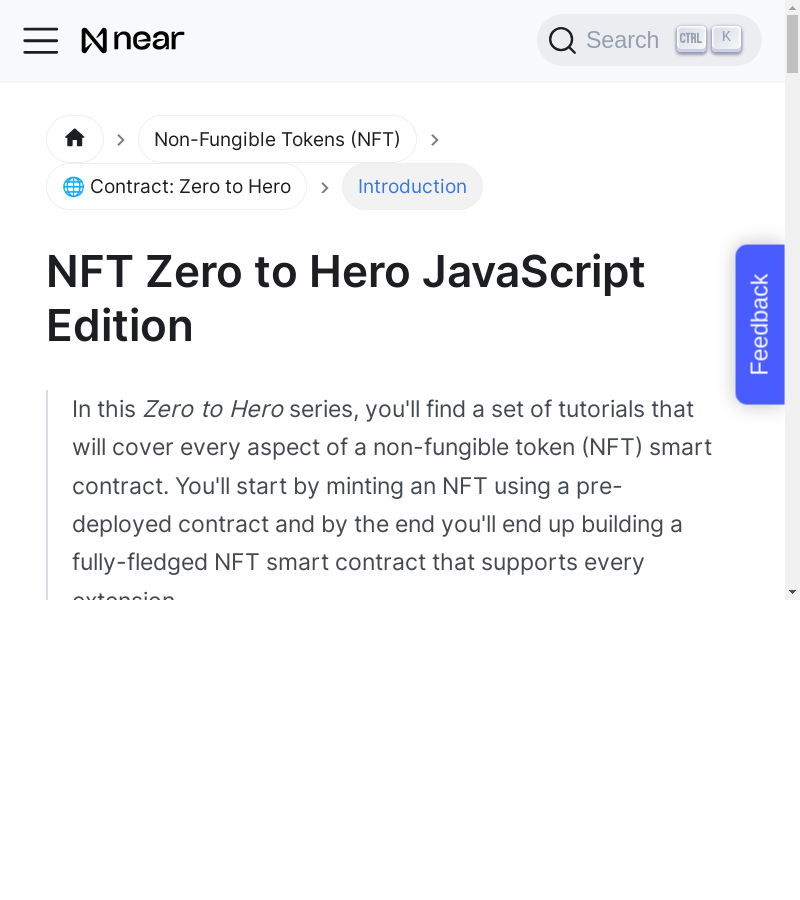 near
Search CTRL K
Non-Fungible Tokens (NFT)
🌐 Contract: Zero to Hero
Introduction
NFT Zero to Hero JavaScript
Edition
Feedback
In this Zero to Hero series, you'll find a set of tutorials that
will cover every aspect of a non-fungible token (NFT) smart
contract. You'll start by minting an NFT using a pre-
deployed contract and by the end you'll end up building a
fully-fledged NFT smart contract that supports every
extension.